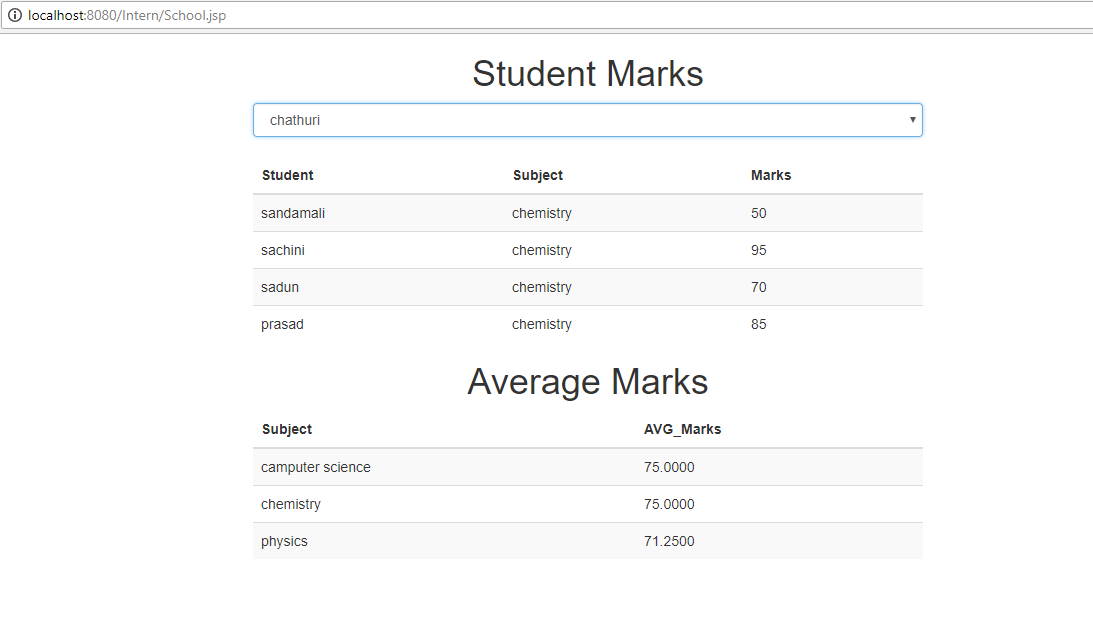 localhost:8080/Intern/School.jsp
Student Marks
chathuri
Student Subject Marks
sandamali chemistry 50
sachini chemistry 95
sadun chemistry 70
prasad chemistry 85
Average Marks
Subject AVG_Marks
camputer science 75.0000
chemistry 75.0000
physics 71.2500